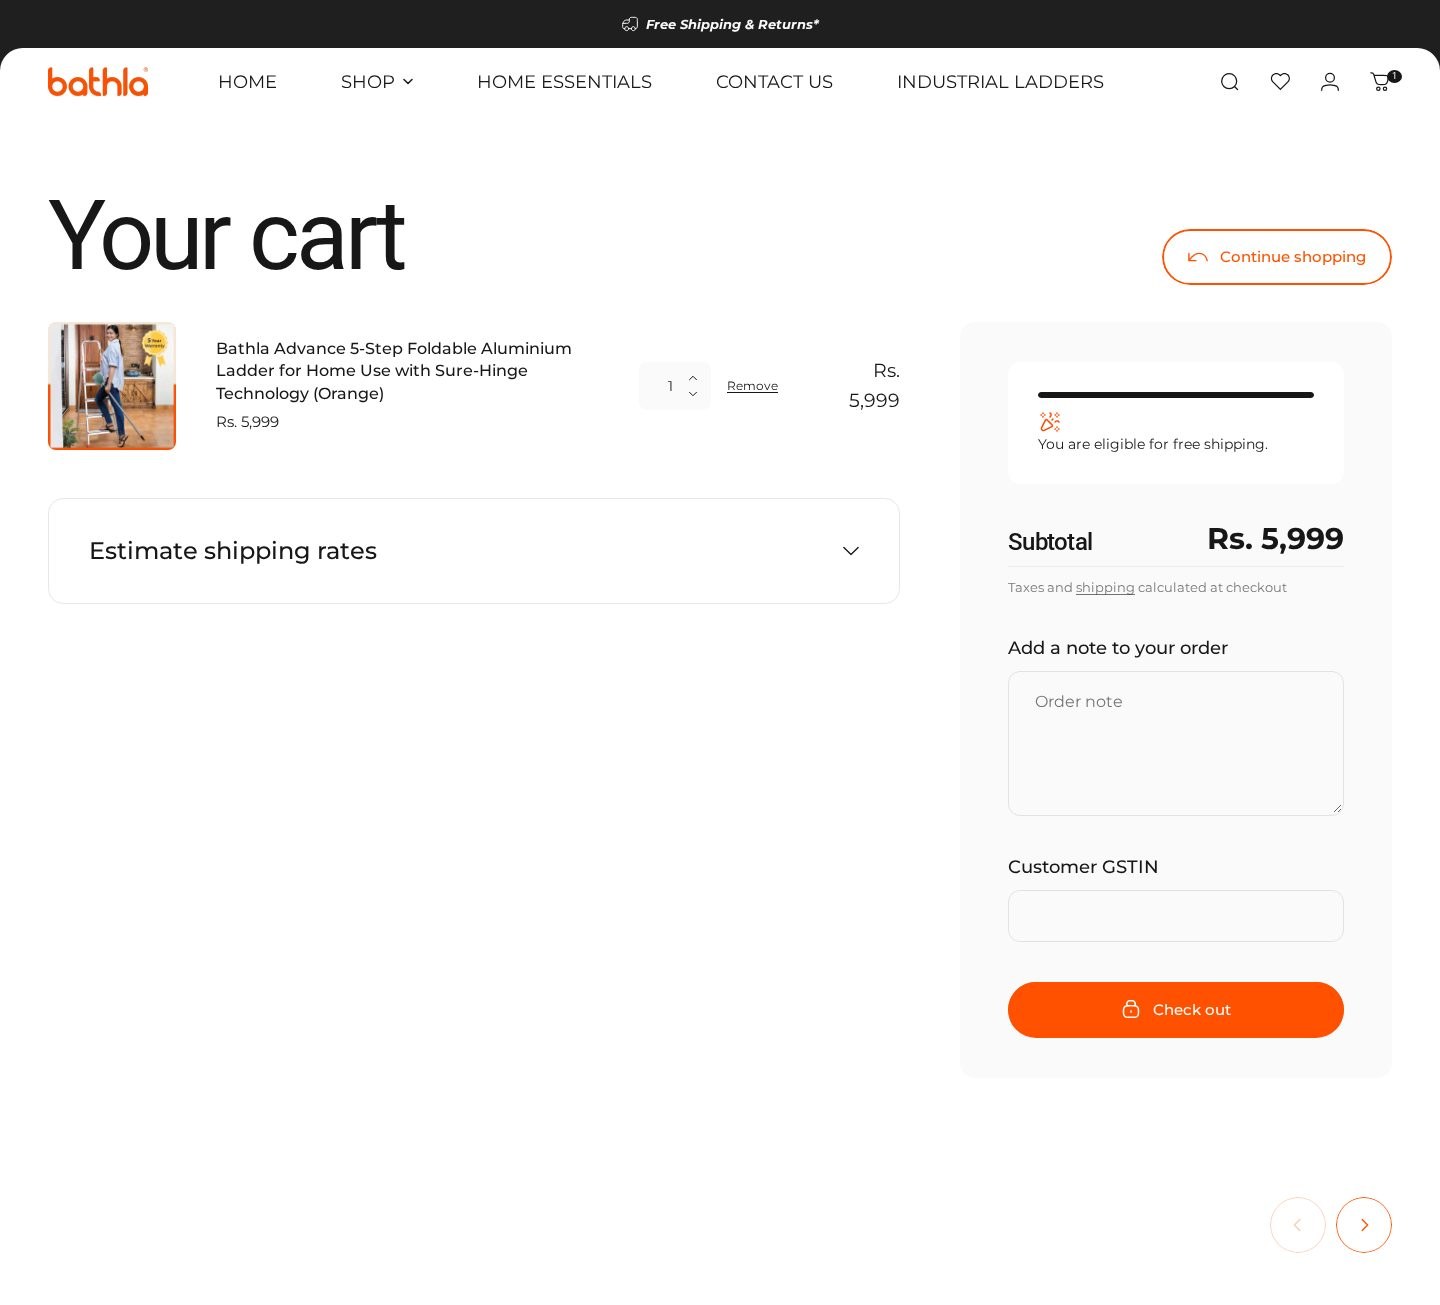 Free Shipping & Returns*
bathla
HOME
SHOP
HOME ESSENTIALS
CONTACT US
INDUSTRIAL LADDERS
1
Your cart
Continue shopping
5 Year
Warranty
Bathla Advance 5-Step Foldable Aluminium
Ladder for Home Use with Sure-Hinge
Technology (Orange)
Rs. 5,999
1
Remove
Rs.
5,999
Estimate shipping rates
You are eligible for free shipping.
Subtotal
Rs. 5,999
Taxes and shipping calculated at checkout
Add a note to your order
Order note
Customer GSTIN
Check out